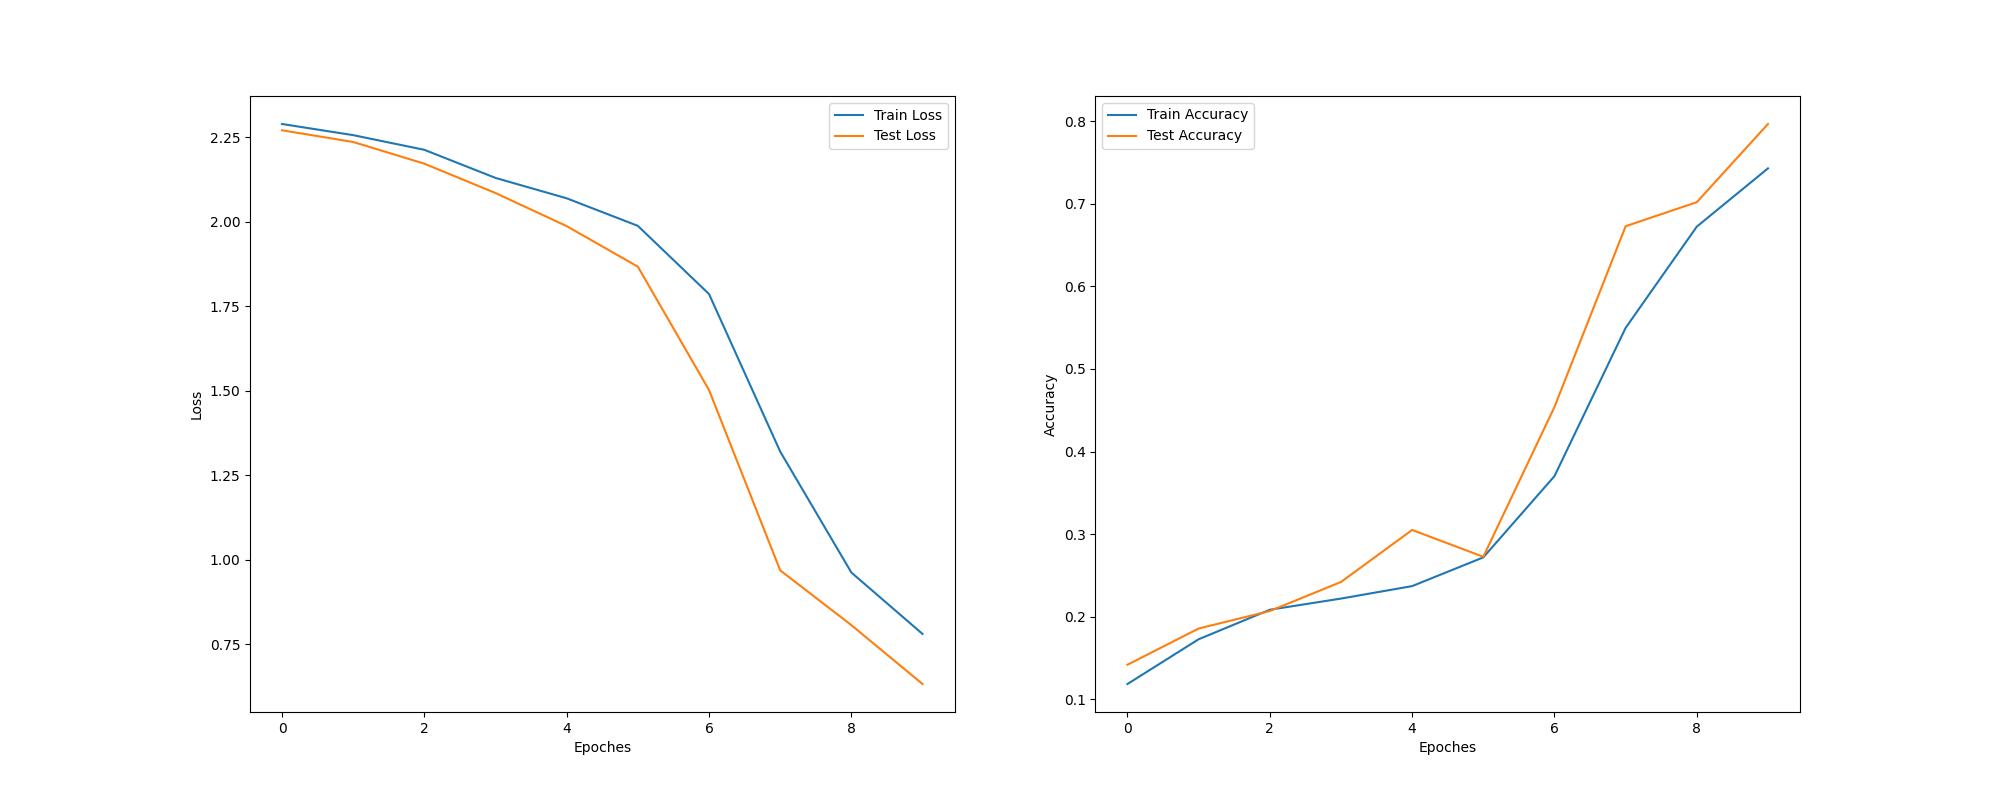 Train Loss
Test Loss
2.25
2.00
1.75
1.50
1.25
1.00
0.75
Loss
0 2 4 6 8
Epoches
Train Accuracy
Test Accuracy
0.8
0.7
0.6
0.5
0.4
0.3
0.2
0.1
Accuracy
0 2 4 6 8
Epoches